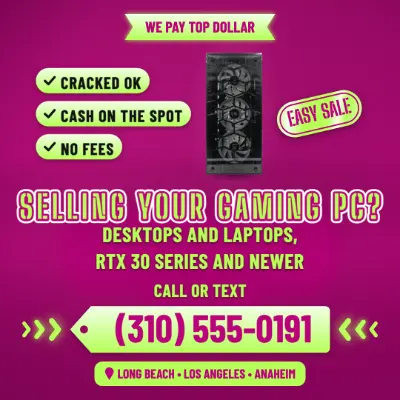 WE PAY TOP DOLLAR
CRACKED OK
CASH ON THE SPOT
NO FEES
EASY SALE
SELLING YOUR GAMING PC?
DESKTOPS AND LAPTOPS,
RTX 30 SERIES AND NEWER
CALL OR TEXT
(310) 555-0191
LONG BEACH • LOS ANGELES • ANAHEIM